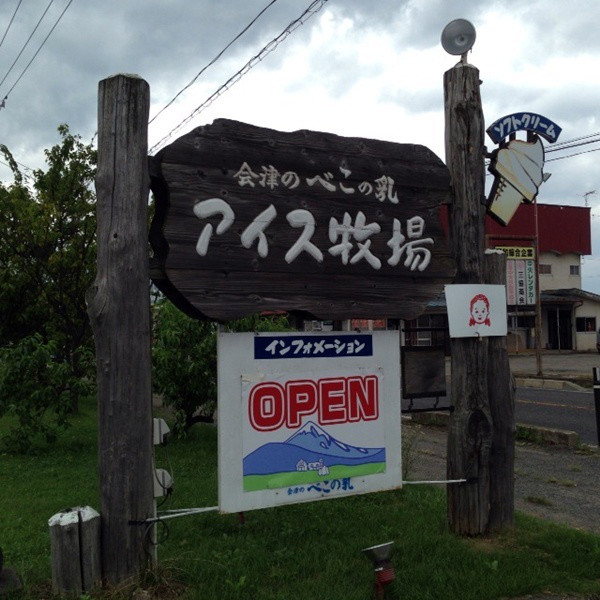 ソフトクリーム
会津のべこの乳
アイス牧場
インフォメーション
OPEN
会津のべこの乳